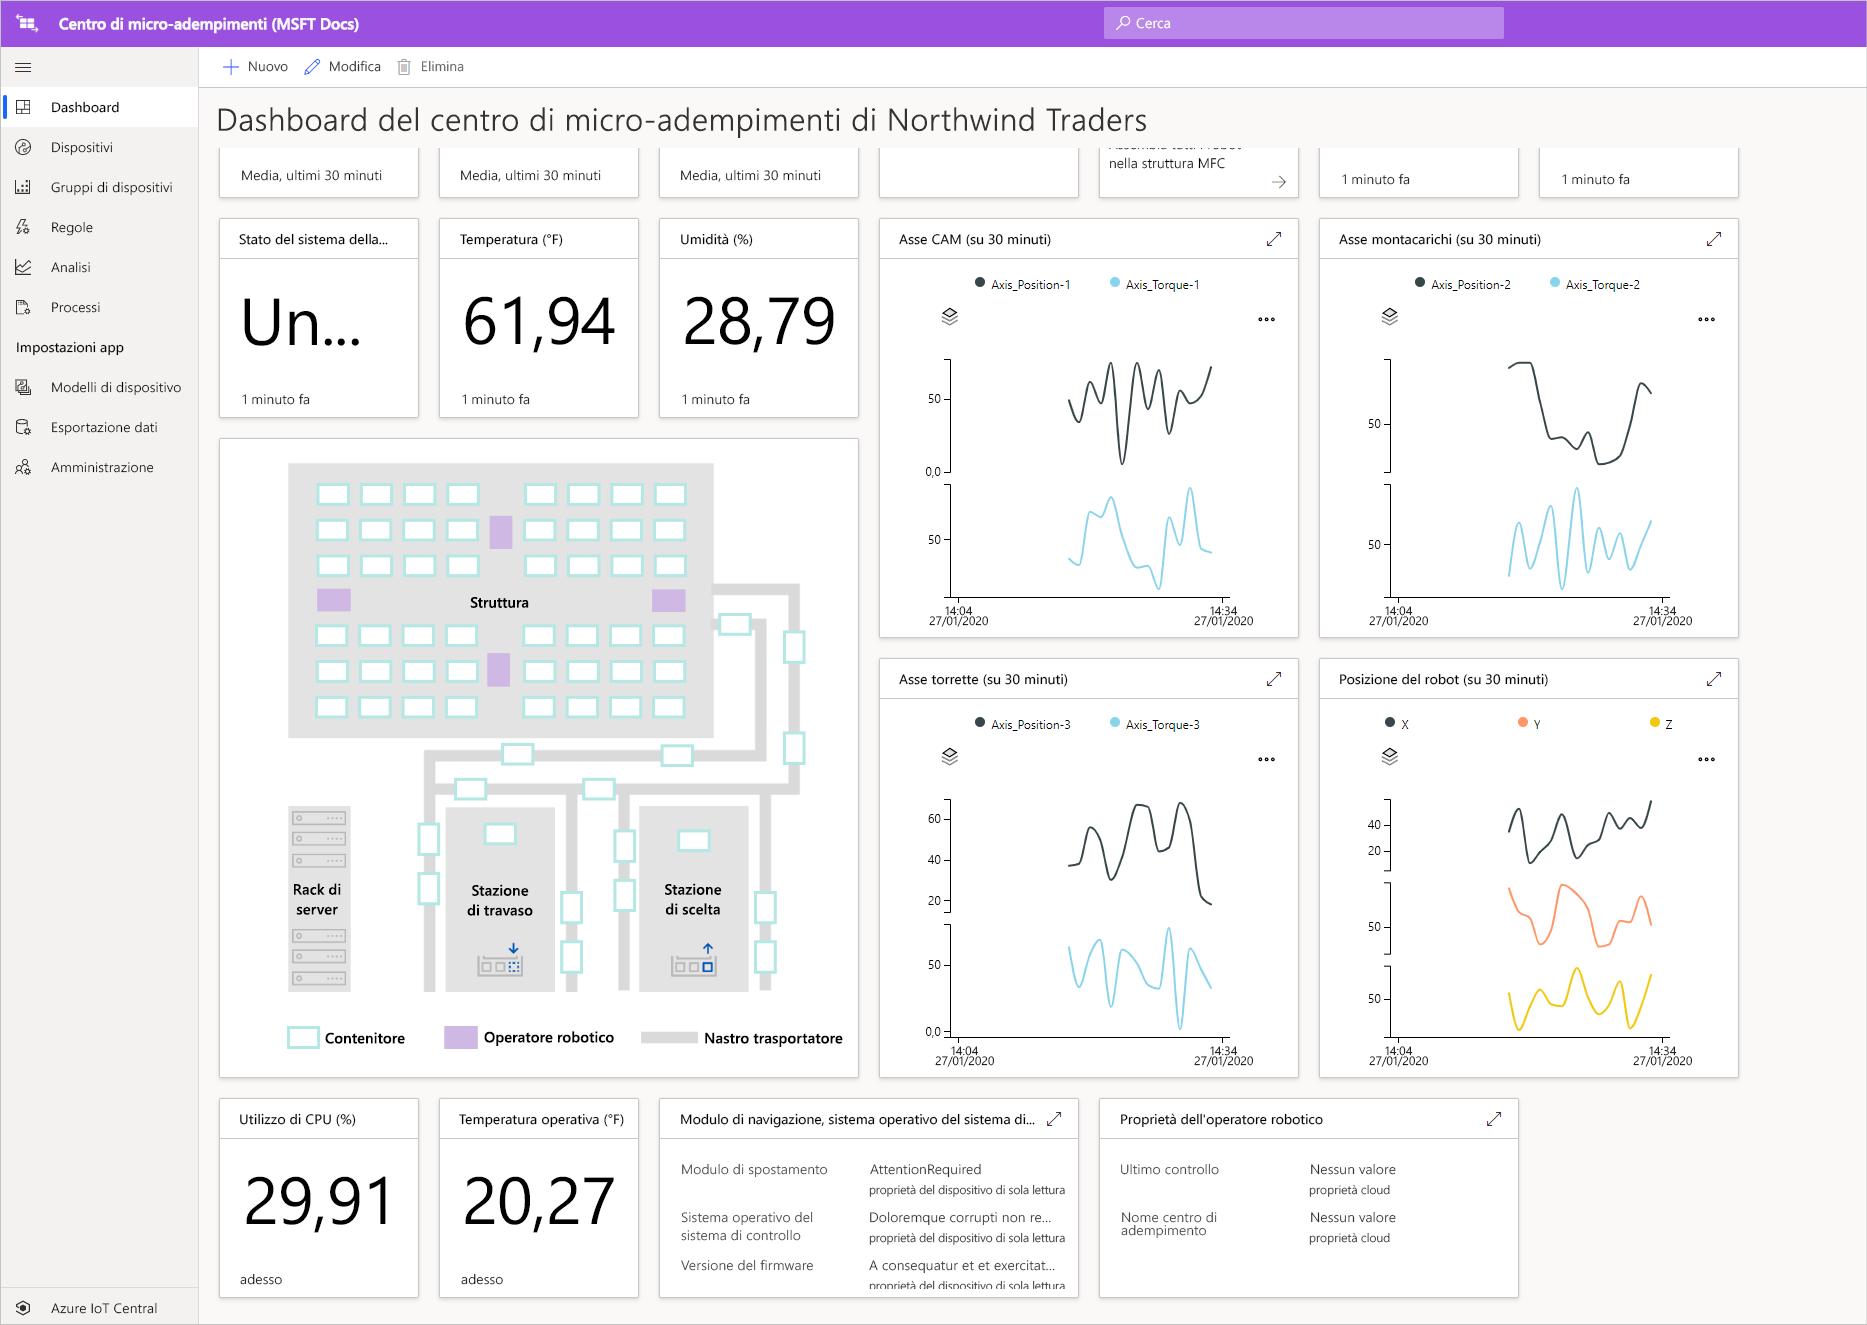 Centro di micro-adempimenti (MSFT Docs)
Cerca
Nuovo
Modifica
Elimina
Dashboard
Dispositivi
Gruppi di dispositivi
Regole
Analisi
Processi
Impostazioni app
Modelli di dispositivo
Esportazione dati
Amministrazione
Azure IoT Central
Dashboard del centro di micro-adempimenti di Northwind Traders
Media, ultimi 30 minuti
Media, ultimi 30 minuti
Media, ultimi 30 minuti
nella struttura MFC
1 minuto fa
1 minuto fa
Stato del sistema della...
Un...
1 minuto fa
Temperatura (°F)
61,94
1 minuto fa
Umidità (%)
28,79
1 minuto fa
Asse CAM (su 30 minuti)
Axis_Position-1
Axis_Torque-1
50
0,0
50
14:04
27/01/2020
14:34
27/01/2020
Asse montacarichi (su 30 minuti)
Axis_Position-2
Axis_Torque-2
50
50
14:04
27/01/2020
14:34
27/01/2020
Struttura
Rack di
server
Stazione
di travaso
Stazione
di scelta
Contenitore
Operatore robotico
Nastro trasportatore
Asse torrette (su 30 minuti)
Axis_Position-3
Axis_Torque-3
60
40
20
50
0,0
14:04
27/01/2020
14:34
27/01/2020
Posizione del robot (su 30 minuti)
X
Y
Z
40
20
50
50
14:04
27/01/2020
14:34
27/01/2020
Utilizzo di CPU (%)
29,91
adesso
Temperatura operativa (°F)
20,27
adesso
Modulo di navigazione, sistema operativo del sistema di...
Modulo di spostamento
AttentionRequired
proprietà del dispositivo di sola lettura
Sistema operativo del
sistema di controllo
Doloremque corrupti non re...
proprietà del dispositivo di sola lettura
Versione del firmware
A consequatur et et exercitat...
proprietà del dispositivo di sola lettura
Proprietà dell'operatore robotico
Ultimo controllo
Nessun valore
proprietà cloud
Nome centro di
adempimento
Nessun valore
proprietà cloud